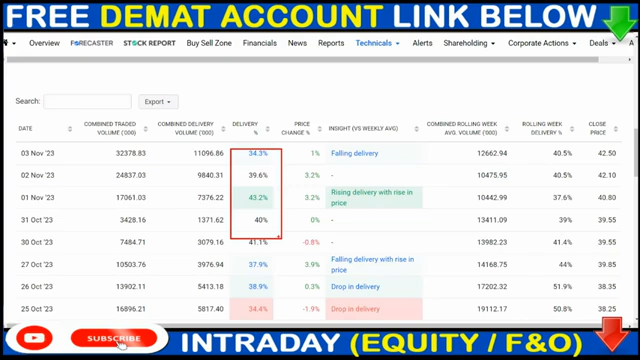 FREE DEMAT ACCOUNT LINK BELOW
Overview FORECASTER STOCK REPORT Buy Sell Zone Financials News Reports Technicals Alerts Shareholding Corporate Actions Deals
Search: Export
DATE COMBINED TRADED VOLUME ('000) COMBINED DELIVERY VOLUME ('000) DELIVERY % PRICE CHANGE % INSIGHT (VS WEEKLY AVG) COMBINED ROLLING WEEK AVG. VOLUME ('000) ROLLING WEEK DELIVERY % CLOSE PRICE
03 Nov '23 32378.83 11096.86 34.3% 1% Falling delivery 12662.94 40.5% 42.50
02 Nov '23 24837.03 9840.31 39.6% 3.2% - 10475.95 40.5% 42.10
01 Nov '23 17061.03 7376.22 43.2% 3.2% Rising delivery with rise in price 10442.99 37.6% 40.80
31 Oct '23 3428.16 1371.62 40% 0% - 13411.09 39% 39.55
30 Oct '23 7484.71 3079.16 41.1% -0.8% - 13982.23 41.4% 39.55
27 Oct '23 10503.76 3976.94 37.9% 3.9% Falling delivery with rise in price 14168.75 44% 39.85
26 Oct '23 13902.11 5413.18 38.9% 0.3% Drop in delivery 17202.32 51.9% 38.35
25 Oct '23 16896.21 5817.40 34.4% -1.9% Drop in delivery 19112.77 50.8% 38.25
SUBSCRIBE
INTRADAY (EQUITY / F&O)